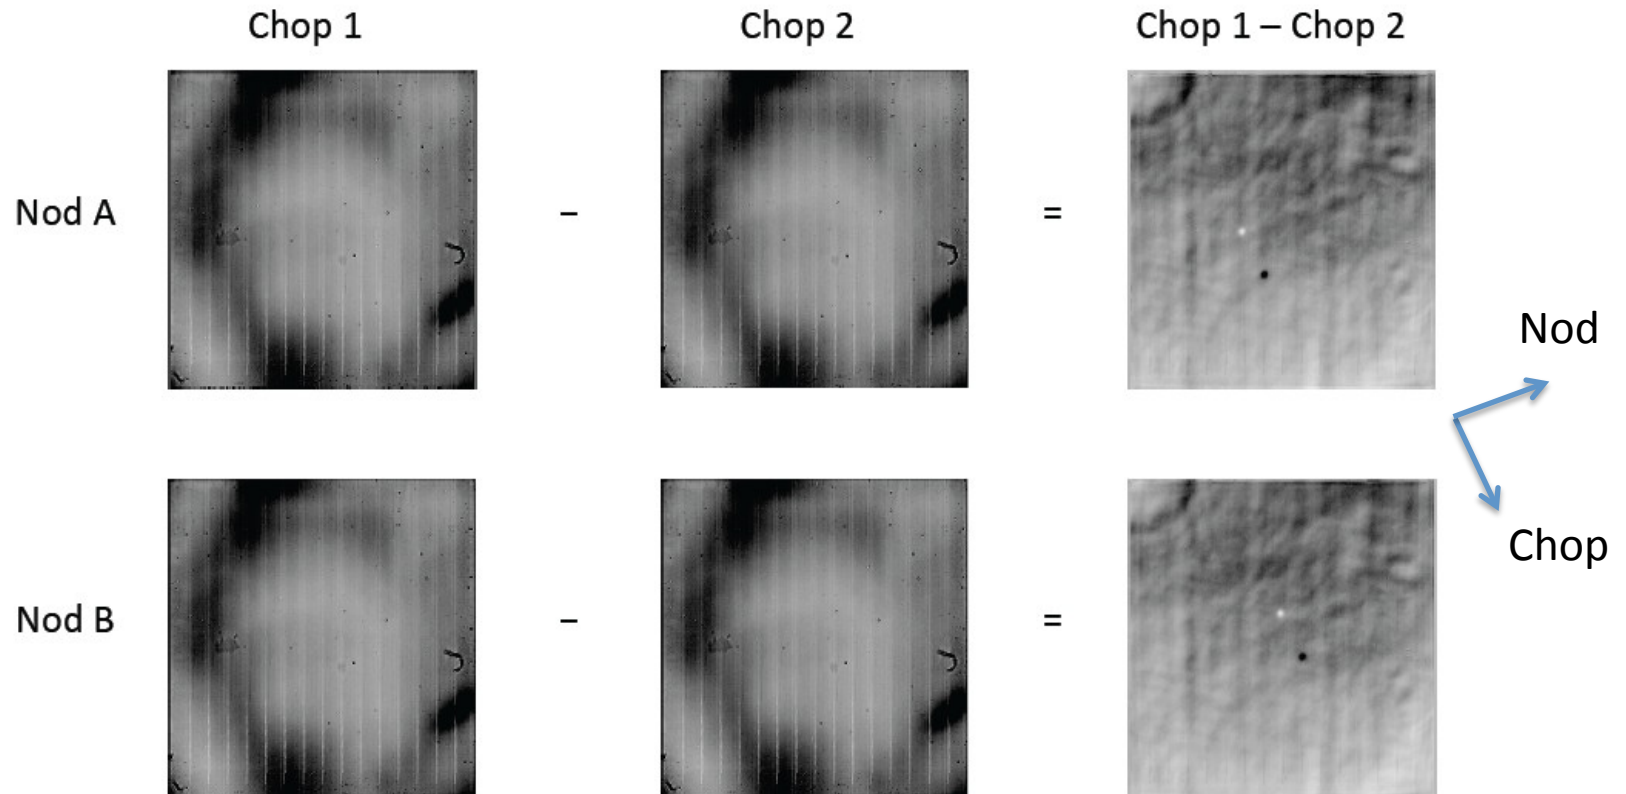 Chop 1
Chop 2
Chop 1 – Chop 2
Nod A
–
=
Nod
Chop
Nod B
–
=